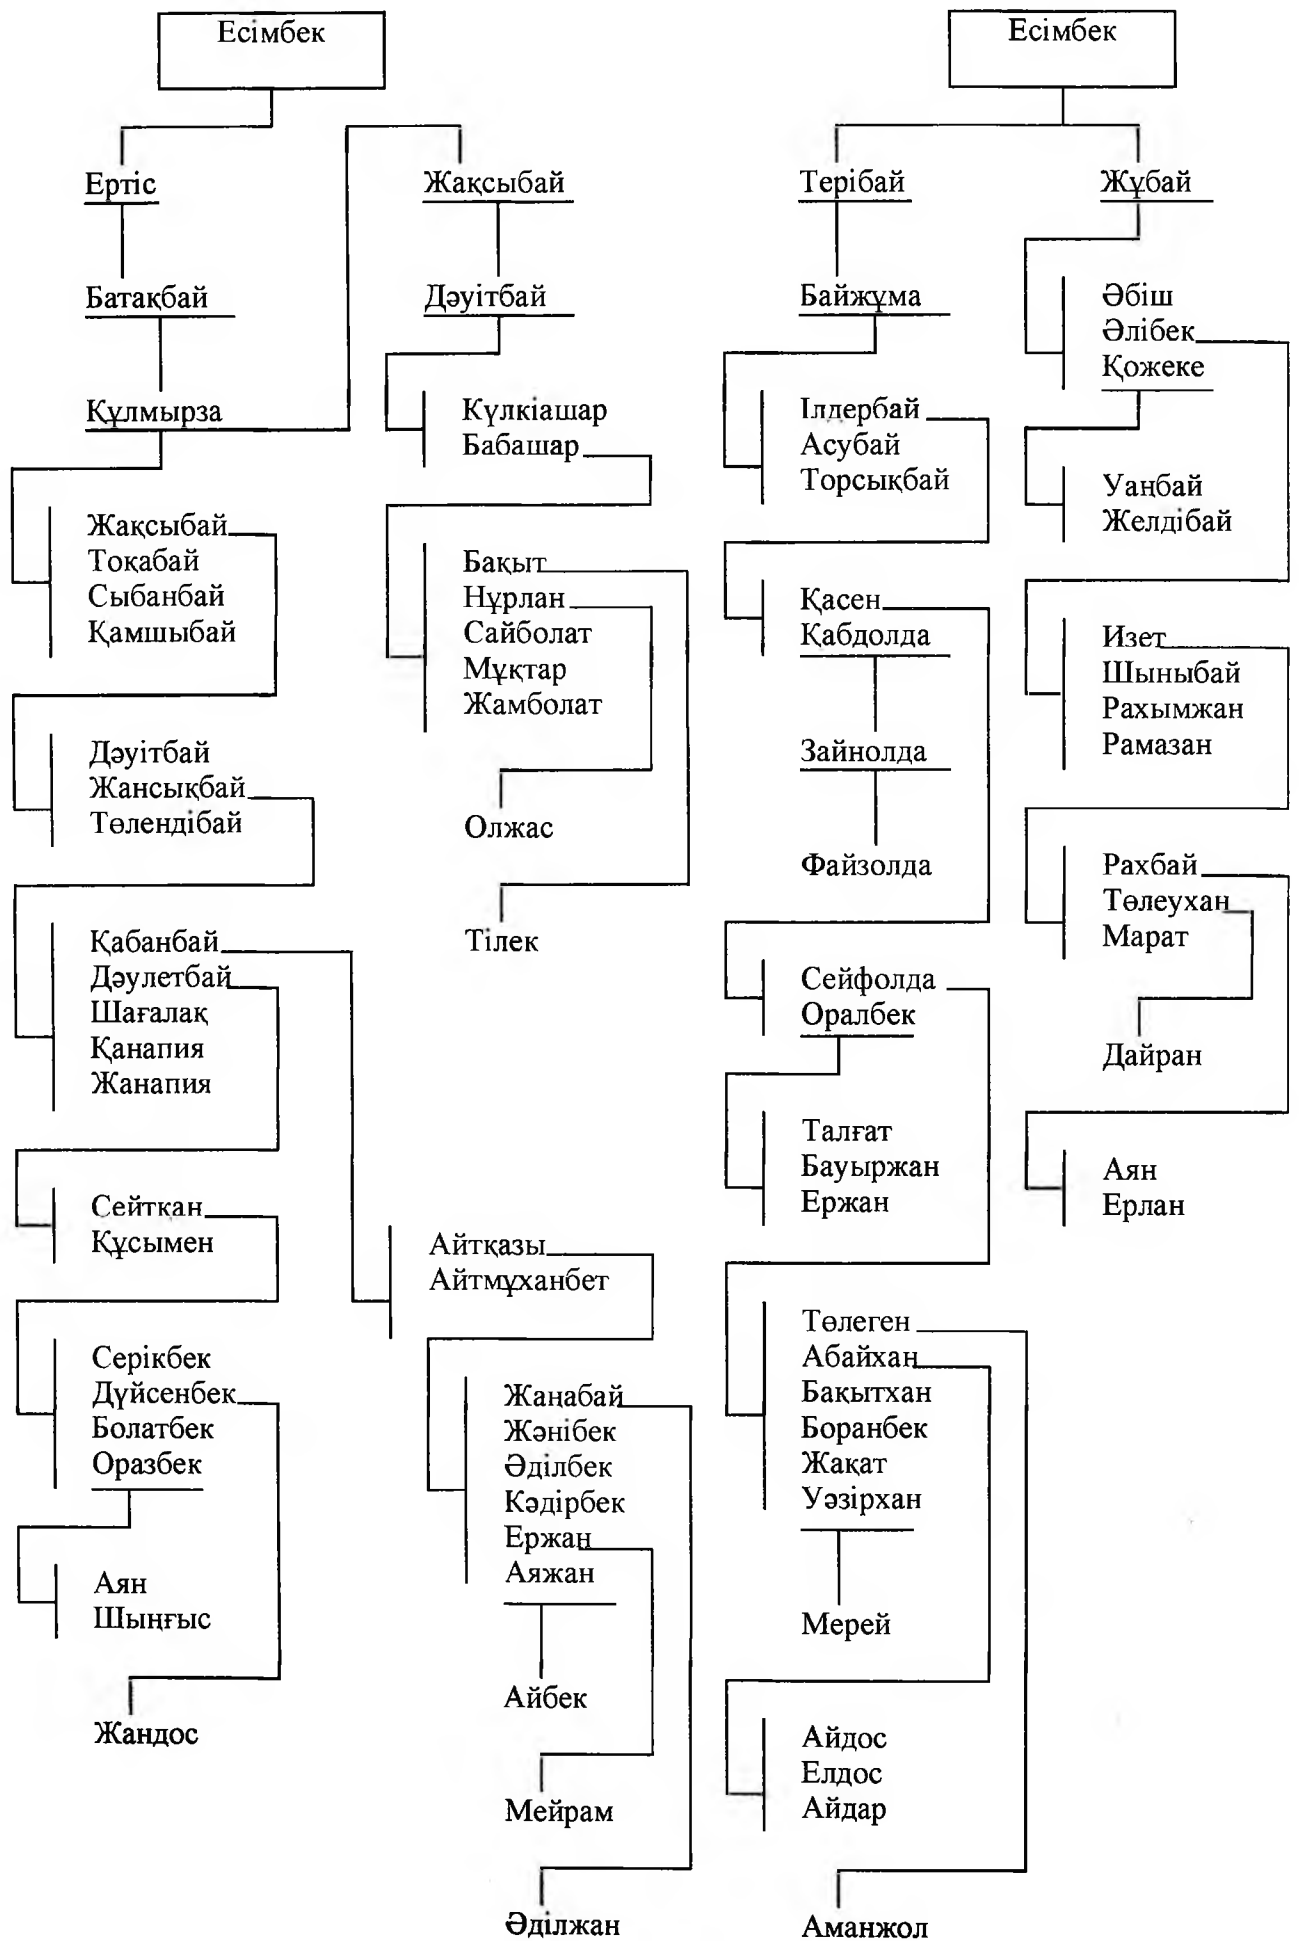 Есімбек
Ертіс
Батақбай
Құлмырза
Жақсыбай
Тоқабай
Сыбанбай
Қамшыбай
Дәуітбай
Жансықбай
Төлендібай
Қабанбай
Дәулетбай
Шағалақ
Қанапия
Жанапия
Сейтқан
Құсымен
Серікбек
Дүйсенбек
Болатбек
Оразбек
Аян
Шыңғыс
Жандос
Жақсыбай
Дәуітбай
Күлкіашар
Бабашар
Бақыт
Нұрлан
Сайболат
Мұқтар
Жамболат
Олжас
Тілек
Айтқазы
Айтмұханбет
Жаңабай
Жәнібек
Әділбек
Кәдірбек
Ержан
Аяжан
Айбек
Мейрам
Әділжан
Есімбек
Терібай
Байжұма
Ілдербай
Асубай
Торсықбай
Қасен
Қабдолда
Зайнолда
Файзолда
Сейфолда
Оралбек
Талғат
Бауыржан
Ержан
Төлеген
Абайхан
Бақытхан
Боранбек
Жақат
Уәзірхан
Мерей
Айдос
Елдос
Айдар
Аманжол
Жұбай
Әбіш
Әлібек
Қожеке
Уаңбай
Желдібай
Изет
Шыныбай
Рахымжан
Рамазан
Рахбай
Төлеухан
Марат
Дайран
Аян
Ерлан